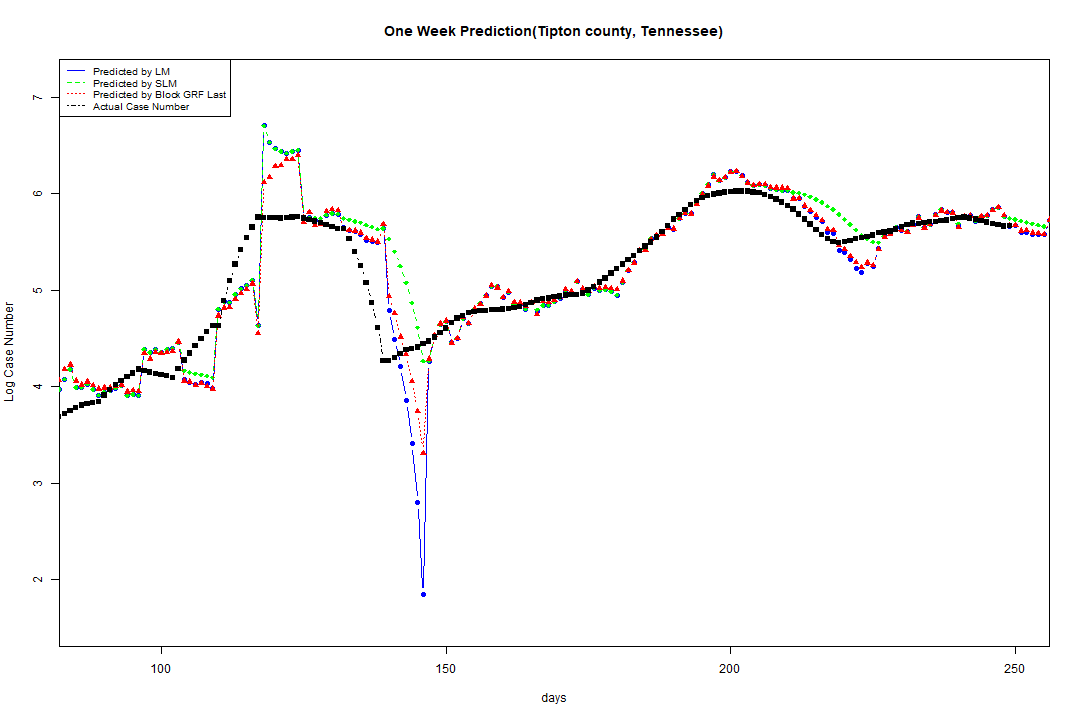 One Week Prediction(Tipton county, Tennessee)
Predicted by LM
Predicted by SLM
Predicted by Block GRF Last
Actual Case Number
7
6
5
4
3
2
Log Case Number
100
150
200
250
days